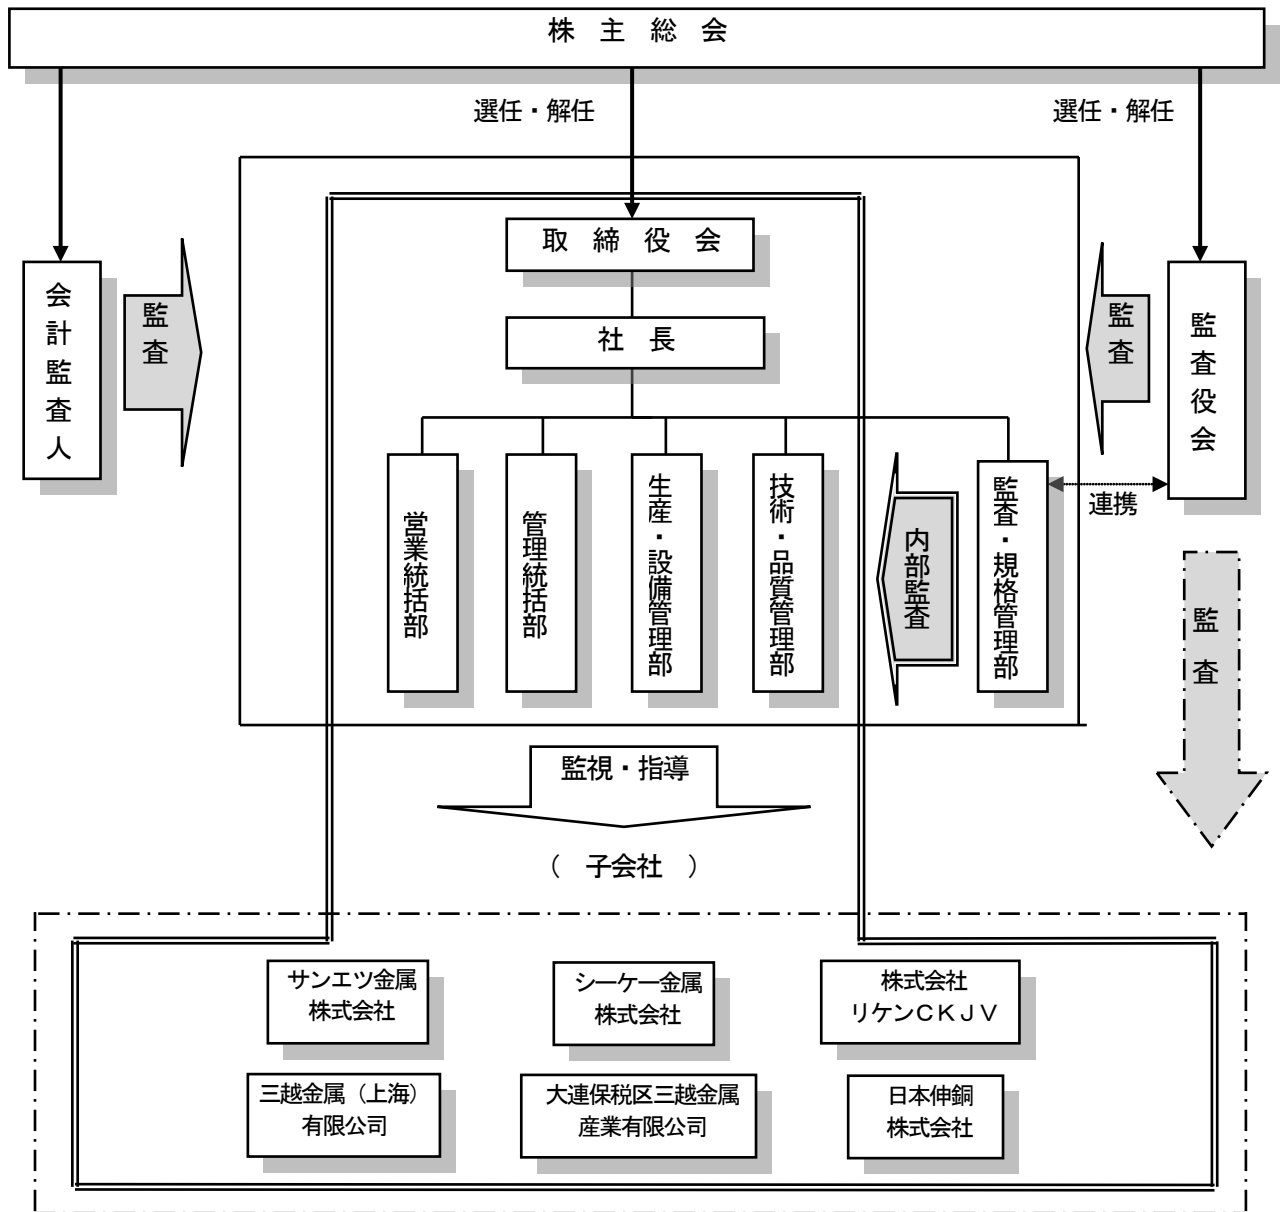 株主総会
選任・解任
選任・解任
取締役会
社長
会計監査人
監査
監査
監査役会
営業統括部
管理統括部
生産・設備管理部
技術・品質管理部
内部監査
監査・規格管理部
連携
監査
監視・指導
（　子会社　）
サンエツ金属
株式会社
シーケー金属
株式会社
株式会社
リケンＣＫＪＶ
三越金属（上海）
有限公司
大連保税区三越金属
産業有限公司
日本伸銅
株式会社